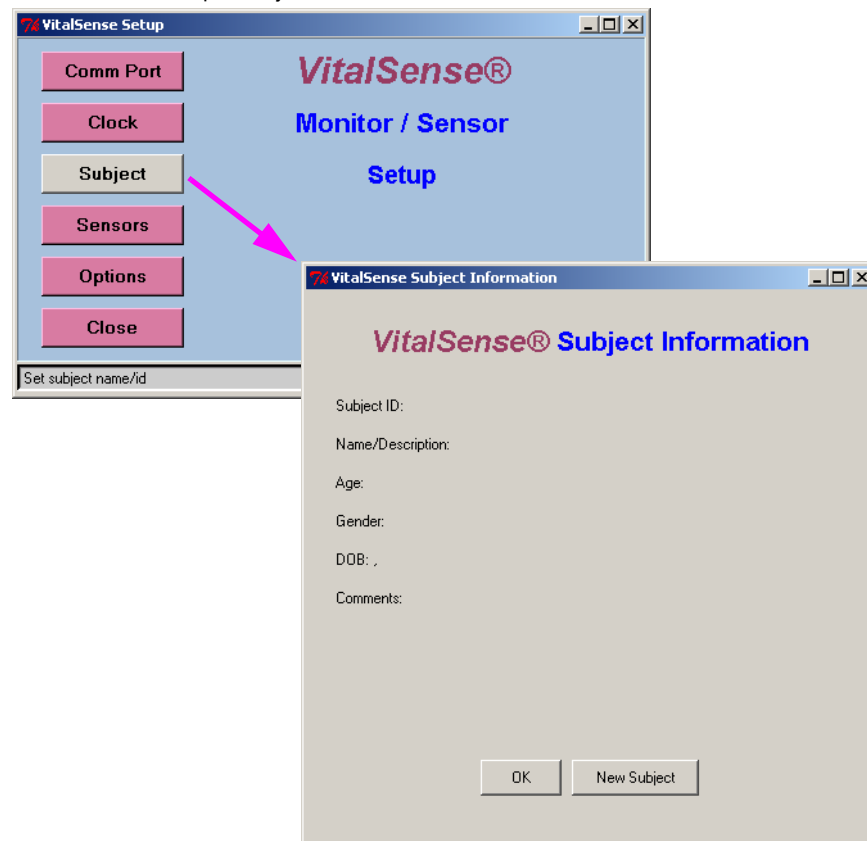 VitalSense Setup
Comm Port
VitalSense®
Clock
Monitor / Sensor
Subject
Setup
Sensors
Options
Close
Set subject name/id
VitalSense Subject Information
VitalSense® Subject Information
Subject ID:
Name/Description:
Age:
Gender:
DOB: ,
Comments:
OK
New Subject